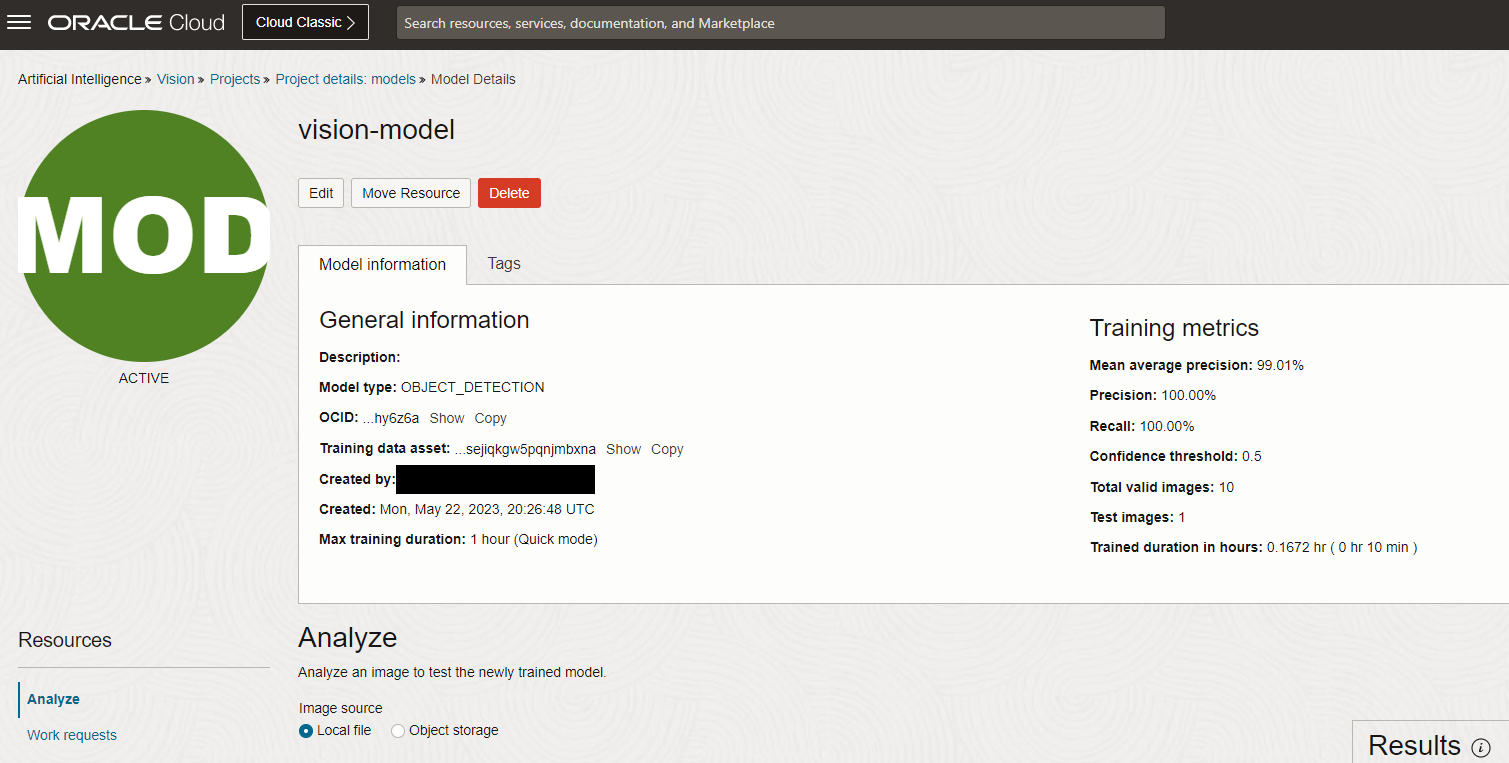 ORACLE Cloud Cloud Classic Search resources, services, documentation, and Marketplace
Artificial Intelligence » Vision » Projects » Project details: models » Model Details
MOD
ACTIVE
vision-model
Edit Move Resource Delete
Model information Tags
General information
Description:
Model type: OBJECT_DETECTION
OCID: ...hy6z6a Show Copy
Training data asset: ...sejiqkgw5pqnjmbxna Show Copy
Created by:
Created: Mon, May 22, 2023, 20:26:48 UTC
Max training duration: 1 hour (Quick mode)
Training metrics
Mean average precision: 99.01%
Precision: 100.00%
Recall: 100.00%
Confidence threshold: 0.5
Total valid images: 10
Test images: 1
Trained duration in hours: 0.1672 hr ( 0 hr 10 min )
Resources
Analyze
Work requests
Analyze
Analyze an image to test the newly trained model.
Image source
Local file Object storage
Results i